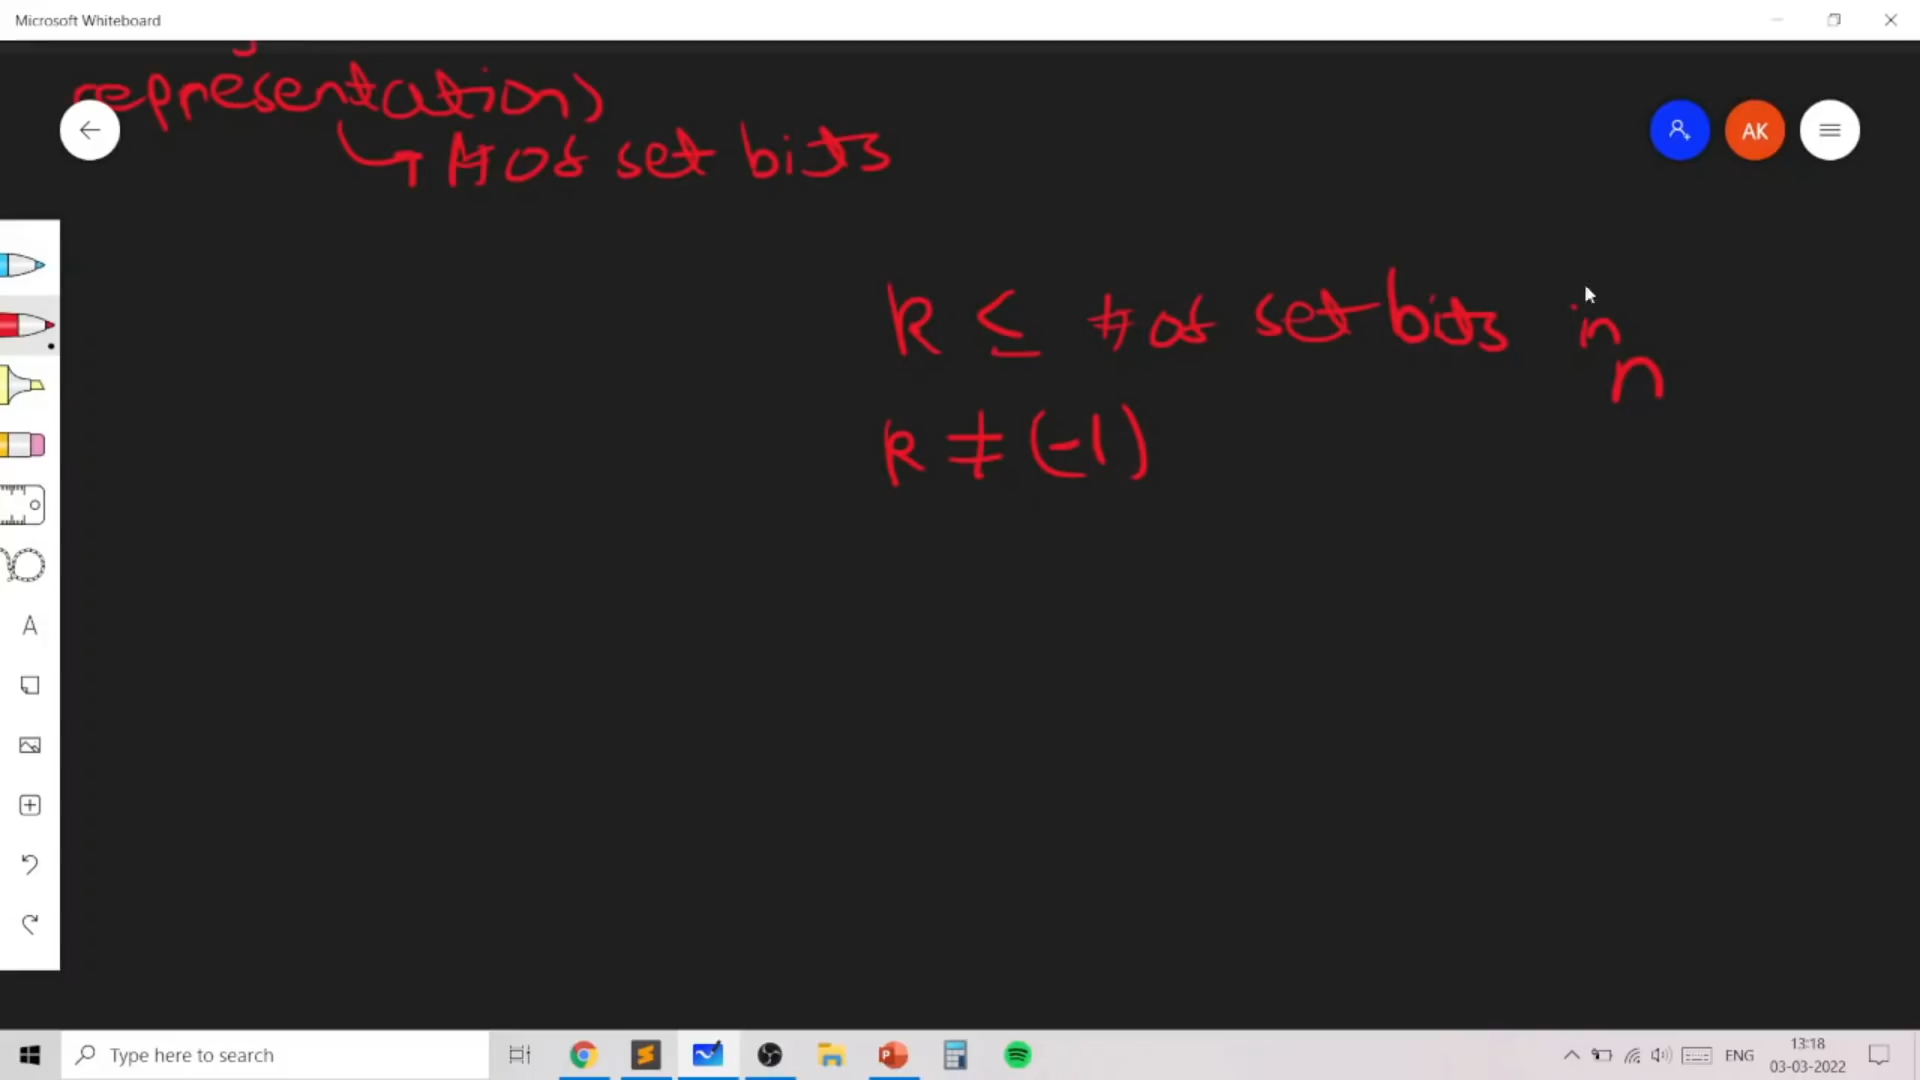 Microsoft Whiteboard
representation)
# of set bits
AK
k ≤ # of set bits in
n
k ≠ (-1)
A
Type here to search
ENG
13:18
03-03-2022